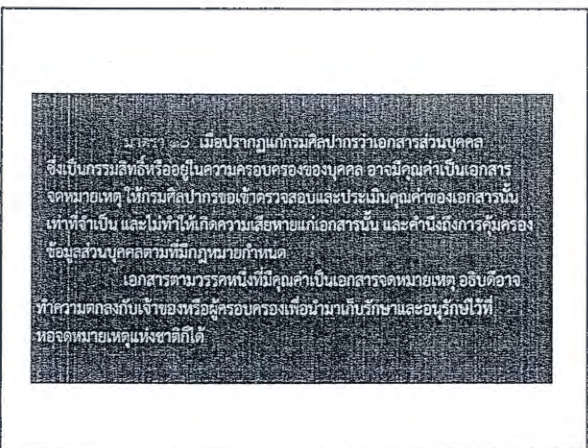 มาตรา ๑๐ เมื่อปรากฏแก่กรมศิลปากรว่าเอกสารส่วนบุคคล
ซึ่งเป็นกรรมสิทธิ์หรืออยู่ในความครอบครองของบุคคล อาจมีคุณค่าเป็นเอกสาร
จดหมายเหตุ ให้กรมศิลปากรขอเข้าตรวจสอบและประเมินคุณค่าของเอกสารนั้น
เท่าที่จำเป็น และไม่ทำให้เกิดความเสียหายแก่เอกสารนั้น และคำนึงถึงการคุ้มครอง
ข้อมูลส่วนบุคคลตามที่มีกฎหมายกำหนด
เอกสารตามวรรคหนึ่งที่มีคุณค่าเป็นเอกสารจดหมายเหตุ อธิบดีอาจ
ทำความตกลงกับเจ้าของหรือผู้ครอบครองเพื่อนำมาเก็บรักษาและอนุรักษ์ไว้ที่
หอจดหมายเหตุแห่งชาติก็ได้